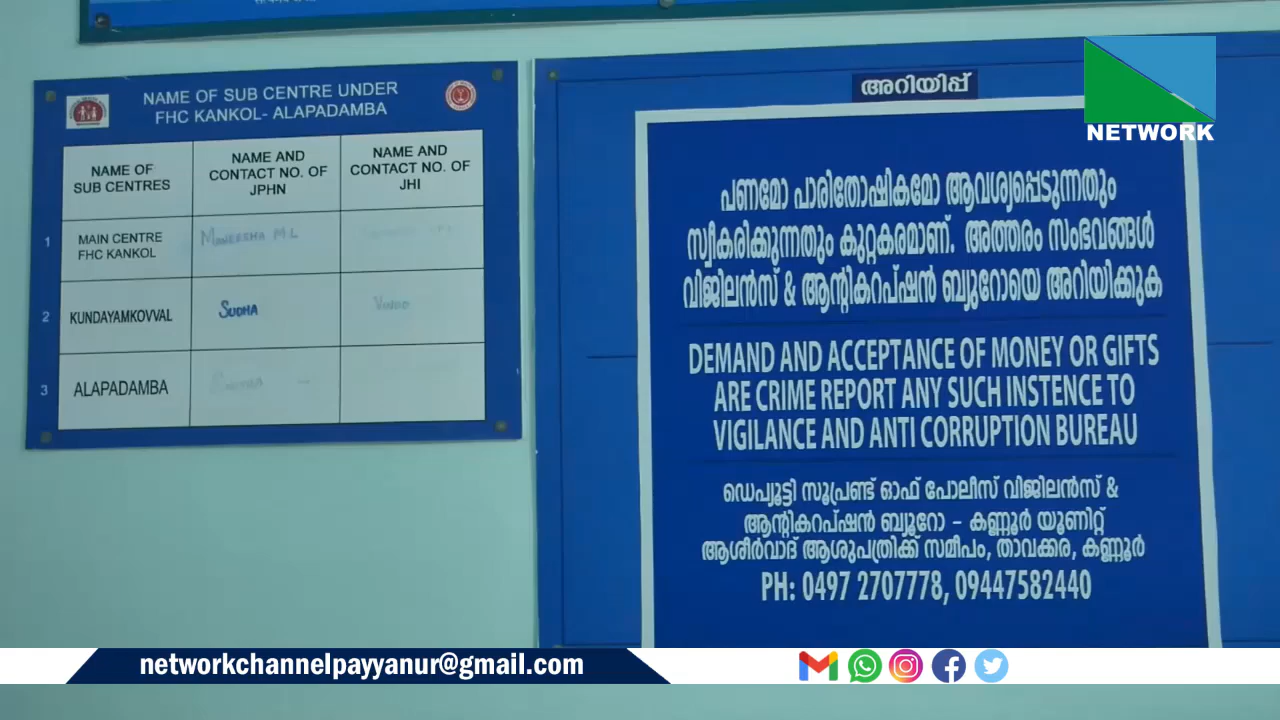 NAME OF SUB CENTRE UNDER
FHC KANKOL- ALAPADAMBA
NAME OF
SUB CENTRES
NAME AND
CONTACT NO. OF
JPHN
NAME AND
CONTACT NO. OF
JHI
1
MAIN CENTRE
FHC KANKOL
MANEESHA M.L
2
KUNDAYAMKOVVAL
SUDHA
3
ALAPADAMBA
അറിയിപ്പ്
പണമോ പാരിതോഷികമോ ആവശ്യപ്പെടുന്നതും
സ്വീകരിക്കുന്നതും കുറ്റകരമാണ്. അത്തരം സംഭവങ്ങൾ
വിജിലൻസ് & ആന്റികറപ്ഷൻ ബ്യുറോയെ അറിയിക്കുക
DEMAND AND ACCEPTANCE OF MONEY OR GIFTS
ARE CRIME REPORT ANY SUCH INSTENCE TO
VIGILANCE AND ANTI CORRUPTION BUREAU
ഡെപ്യൂട്ടി സൂപ്രണ്ട് ഓഫ് പോലീസ് വിജിലൻസ് &
ആന്റികറപ്ഷൻ ബ്യൂറോ – കണ്ണൂർ യൂണിറ്റ്
ആശീർവാദ് ആശുപത്രിക്ക് സമീപം, താവക്കര, കണ്ണൂർ
PH: 0497 2707778, 09447582440
NETWORK
networkchannelpayyanur@gmail.com